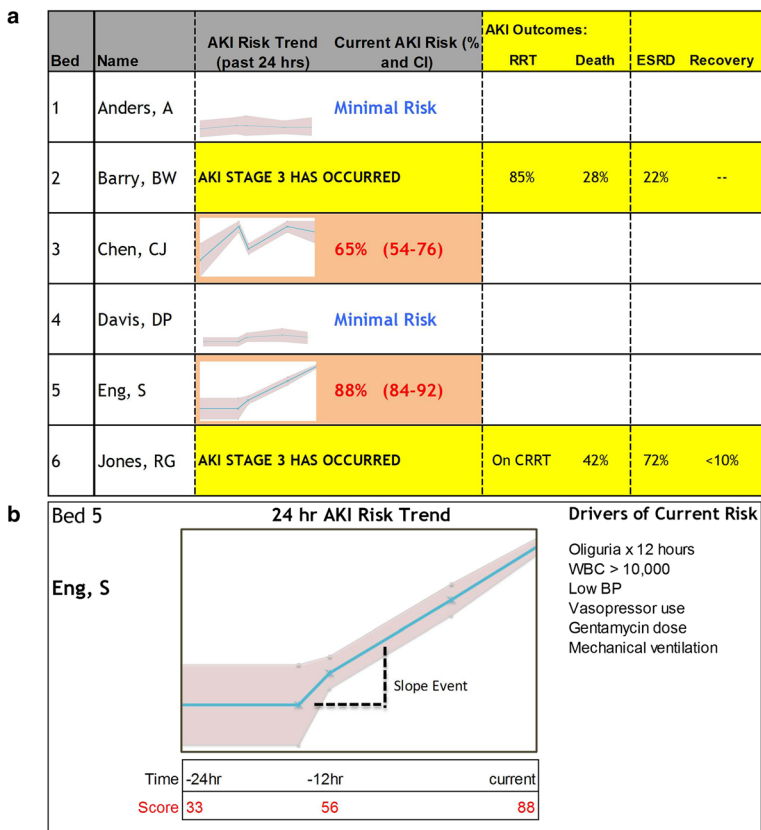 a
AKI Outcomes:
Bed Name AKI Risk Trend (past 24 hrs) Current AKI Risk (% and CI) RRT Death ESRD Recovery
1 Anders, A Minimal Risk
2 Barry, BW AKI STAGE 3 HAS OCCURRED 85% 28% 22% --
3 Chen, CJ 65% (54-76)
4 Davis, DP Minimal Risk
5 Eng, S 88% (84-92)
6 Jones, RG AKI STAGE 3 HAS OCCURRED On CRRT 42% 72% <10%
b
Bed 5
Eng, S
24 hr AKI Risk Trend
Slope Event
Time -24hr -12hr current
Score 33 56 88
Drivers of Current Risk
Oliguria x 12 hours
WBC > 10,000
Low BP
Vasopressor use
Gentamycin dose
Mechanical ventilation